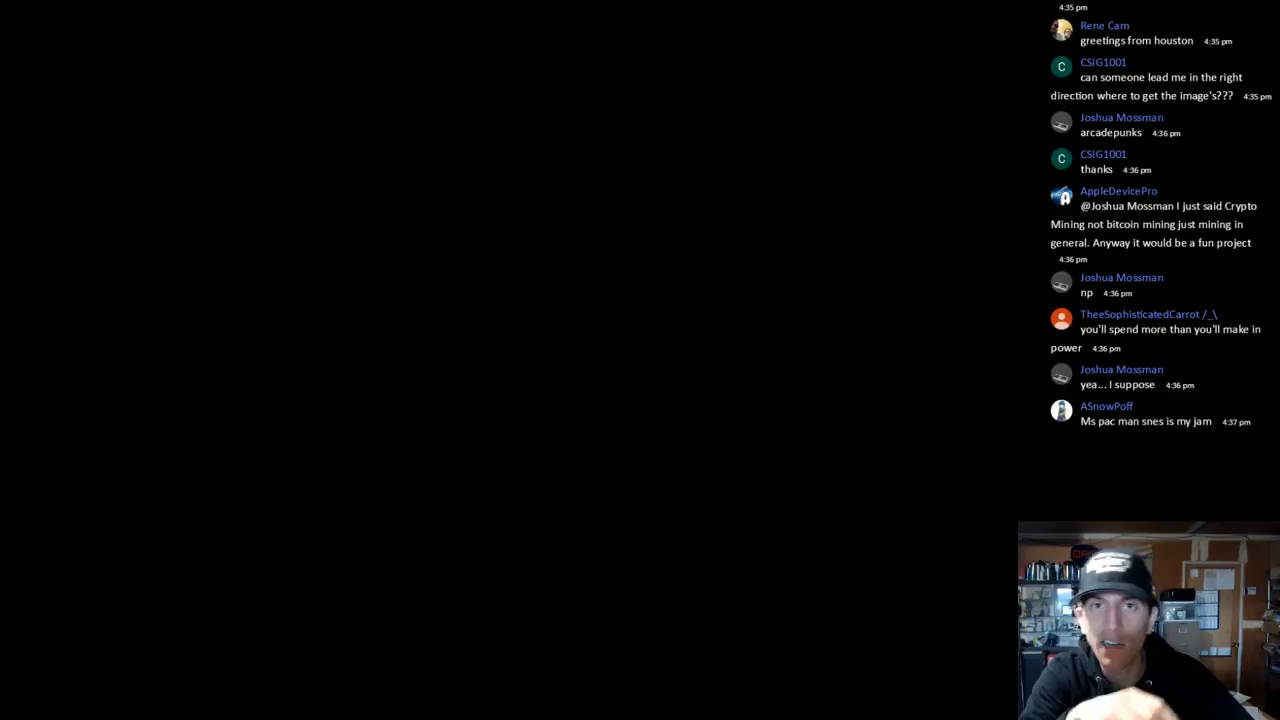 4:35 pm
Rene Cam
greetings from houston 4:35 pm
CSIG1001
can someone lead me in the right
direction where to get the image's??? 4:35 pm
Joshua Mossman
arcadepunks 4:36 pm
C
CSIG1001
thanks 4:36 pm
AppleDevicePro
@Joshua Mossman I just said Crypto
Mining not bitcoin mining just mining in
general. Anyway it would be a fun project
4:36 pm
Joshua Mossman
np 4:36 pm
TheeSophisticatedCarrot /_\
you'll spend more than you'll make in
power 4:36 pm
Joshua Mossman
yea... I suppose 4:36 pm
ASnowPoff
Ms pac man snes is my jam 4:37 pm